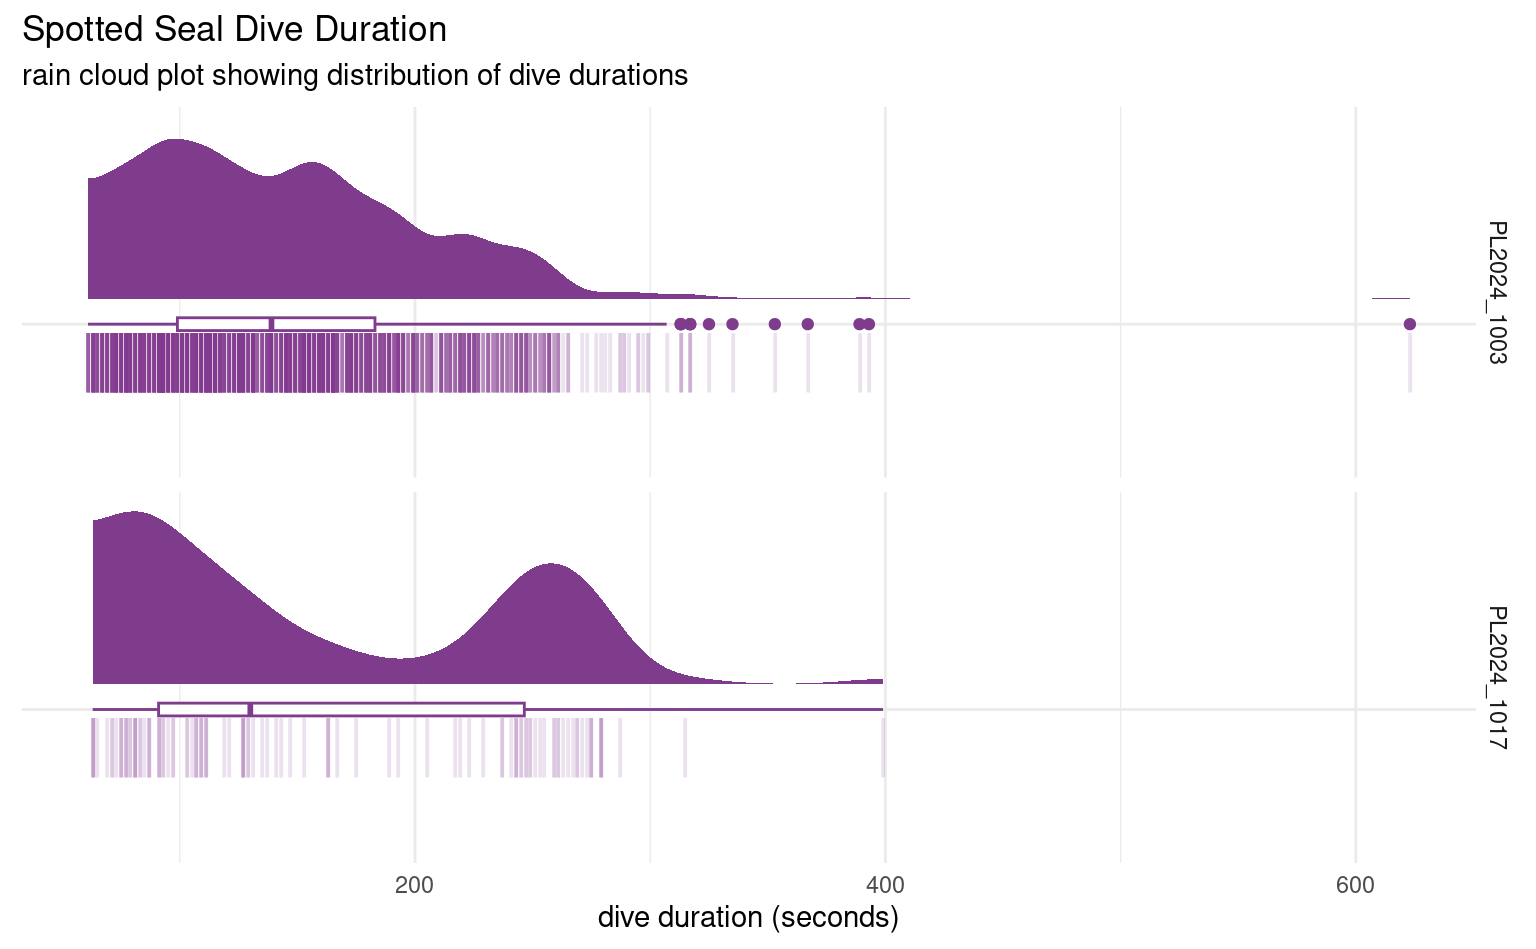 Spotted Seal Dive Duration
rain cloud plot showing distribution of dive durations
PL2024_1003
PL2024_1017
200
400
600
dive duration (seconds)